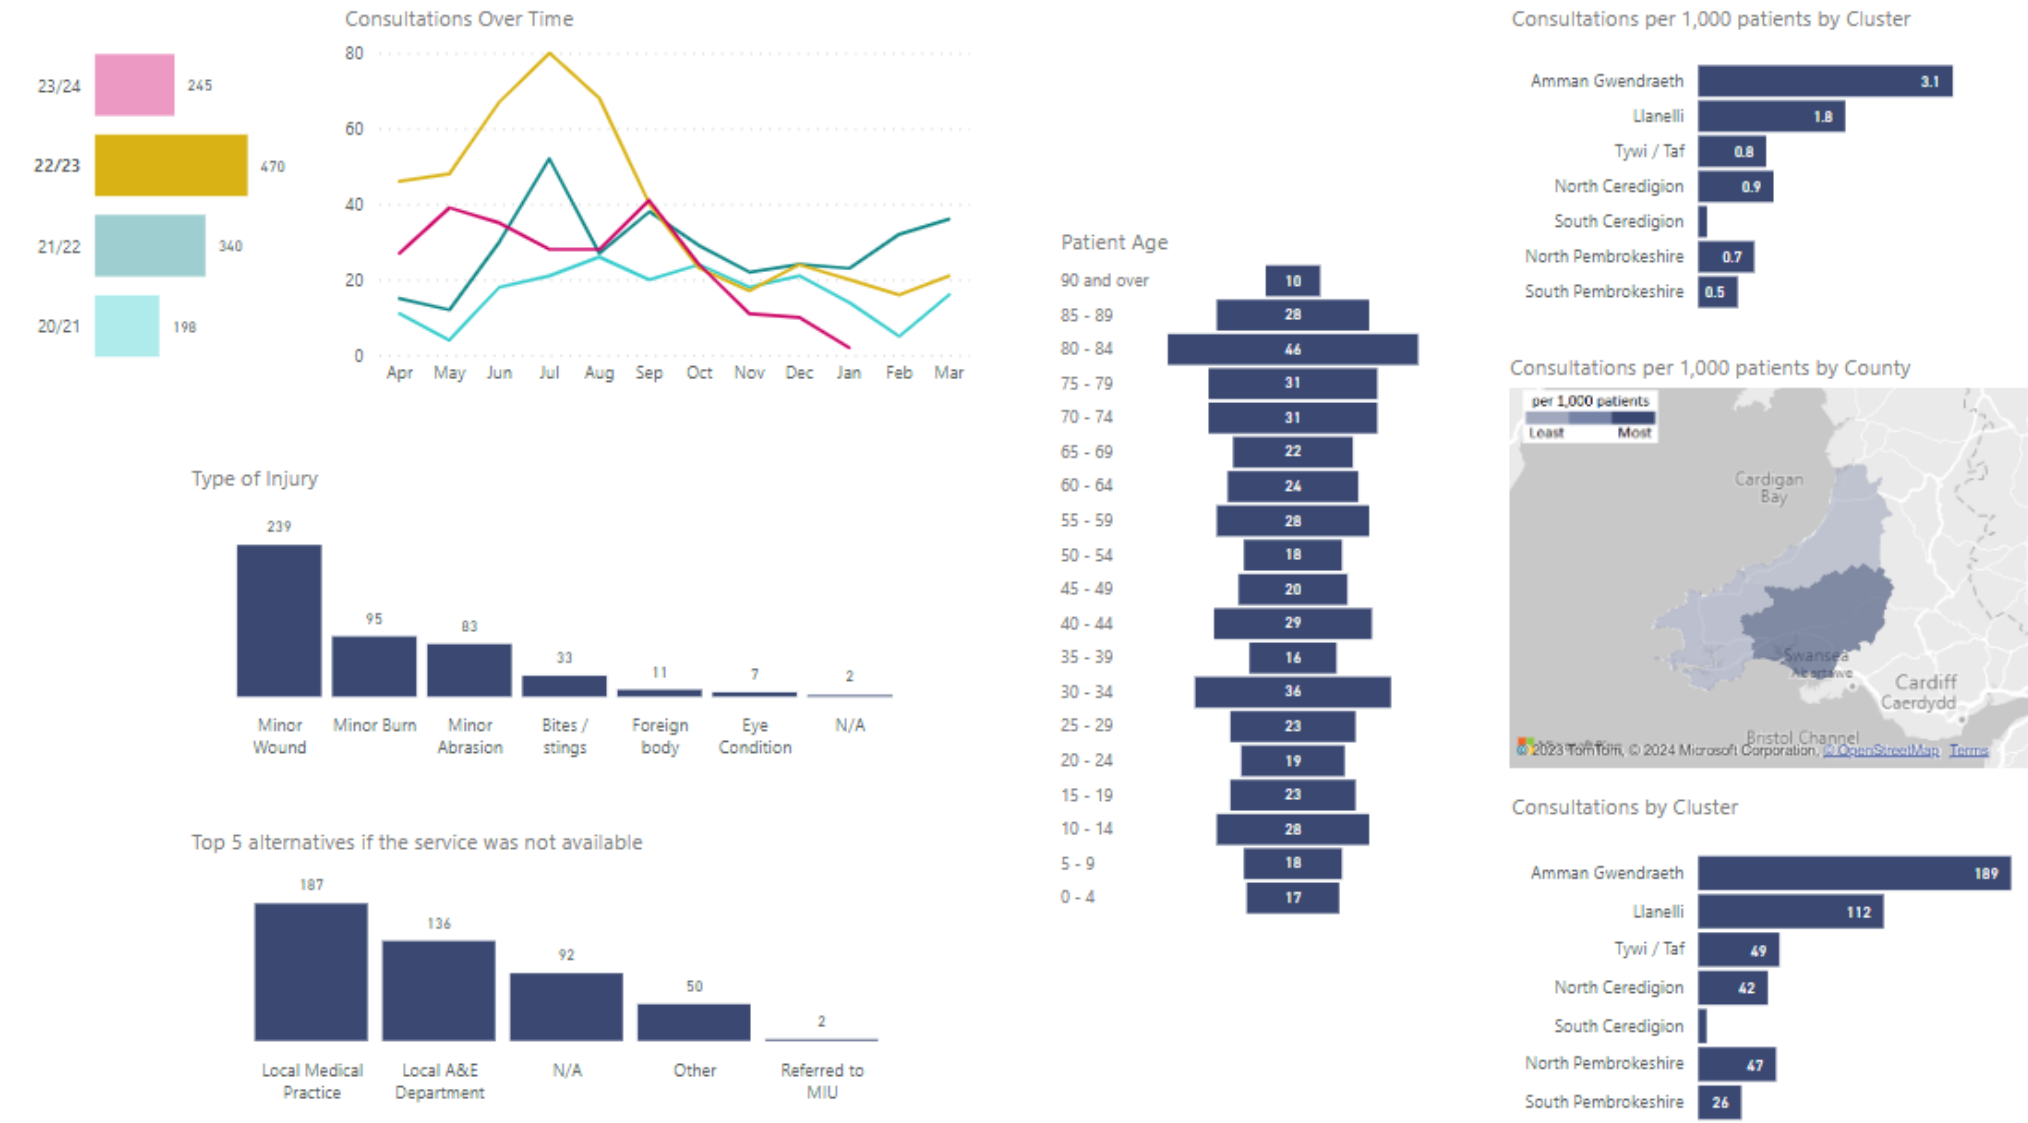 Consultations Over Time
23/24
245
22/23
470
21/22
340
20/21
198
80
60
40
20
0
Apr May Jun Jul Aug Sep Oct Nov Dec Jan Feb Mar
Type of Injury
239
95
83
33
11
7
2
Minor
Wound
Minor Burn
Minor
Abrasion
Bites /
stings
Foreign
body
Eye
Condition
N/A
Top 5 alternatives if the service was not available
187
136
92
50
2
Local Medical
Practice
Local A&E
Department
N/A
Other
Referred to
MIU
Patient Age
90 and over 10
85 - 89 28
80 - 84 46
75 - 79 31
70 - 74 31
65 - 69 22
60 - 64 24
55 - 59 28
50 - 54 18
45 - 49 20
40 - 44 29
35 - 39 16
30 - 34 36
25 - 29 23
20 - 24 19
15 - 19 23
10 - 14 28
5 - 9 18
0 - 4 17
Consultations per 1,000 patients by Cluster
Amman Gwendraeth 3.1
Llanelli 1.8
Tywi / Taf 0.8
North Ceredigion 0.9
South Ceredigion
North Pembrokeshire 0.7
South Pembrokeshire 0.5
Consultations per 1,000 patients by County
per 1,000 patients
Least Most
Cardigan
Bay
Swansea
Abertawe
Cardiff
Caerdydd
Bristol Channel
© 2023 TomTom, © 2024 Microsoft Corporation, © OpenStreetMap Terms
Consultations by Cluster
Amman Gwendraeth 189
Llanelli 112
Tywi / Taf 49
North Ceredigion 42
South Ceredigion
North Pembrokeshire 47
South Pembrokeshire 26